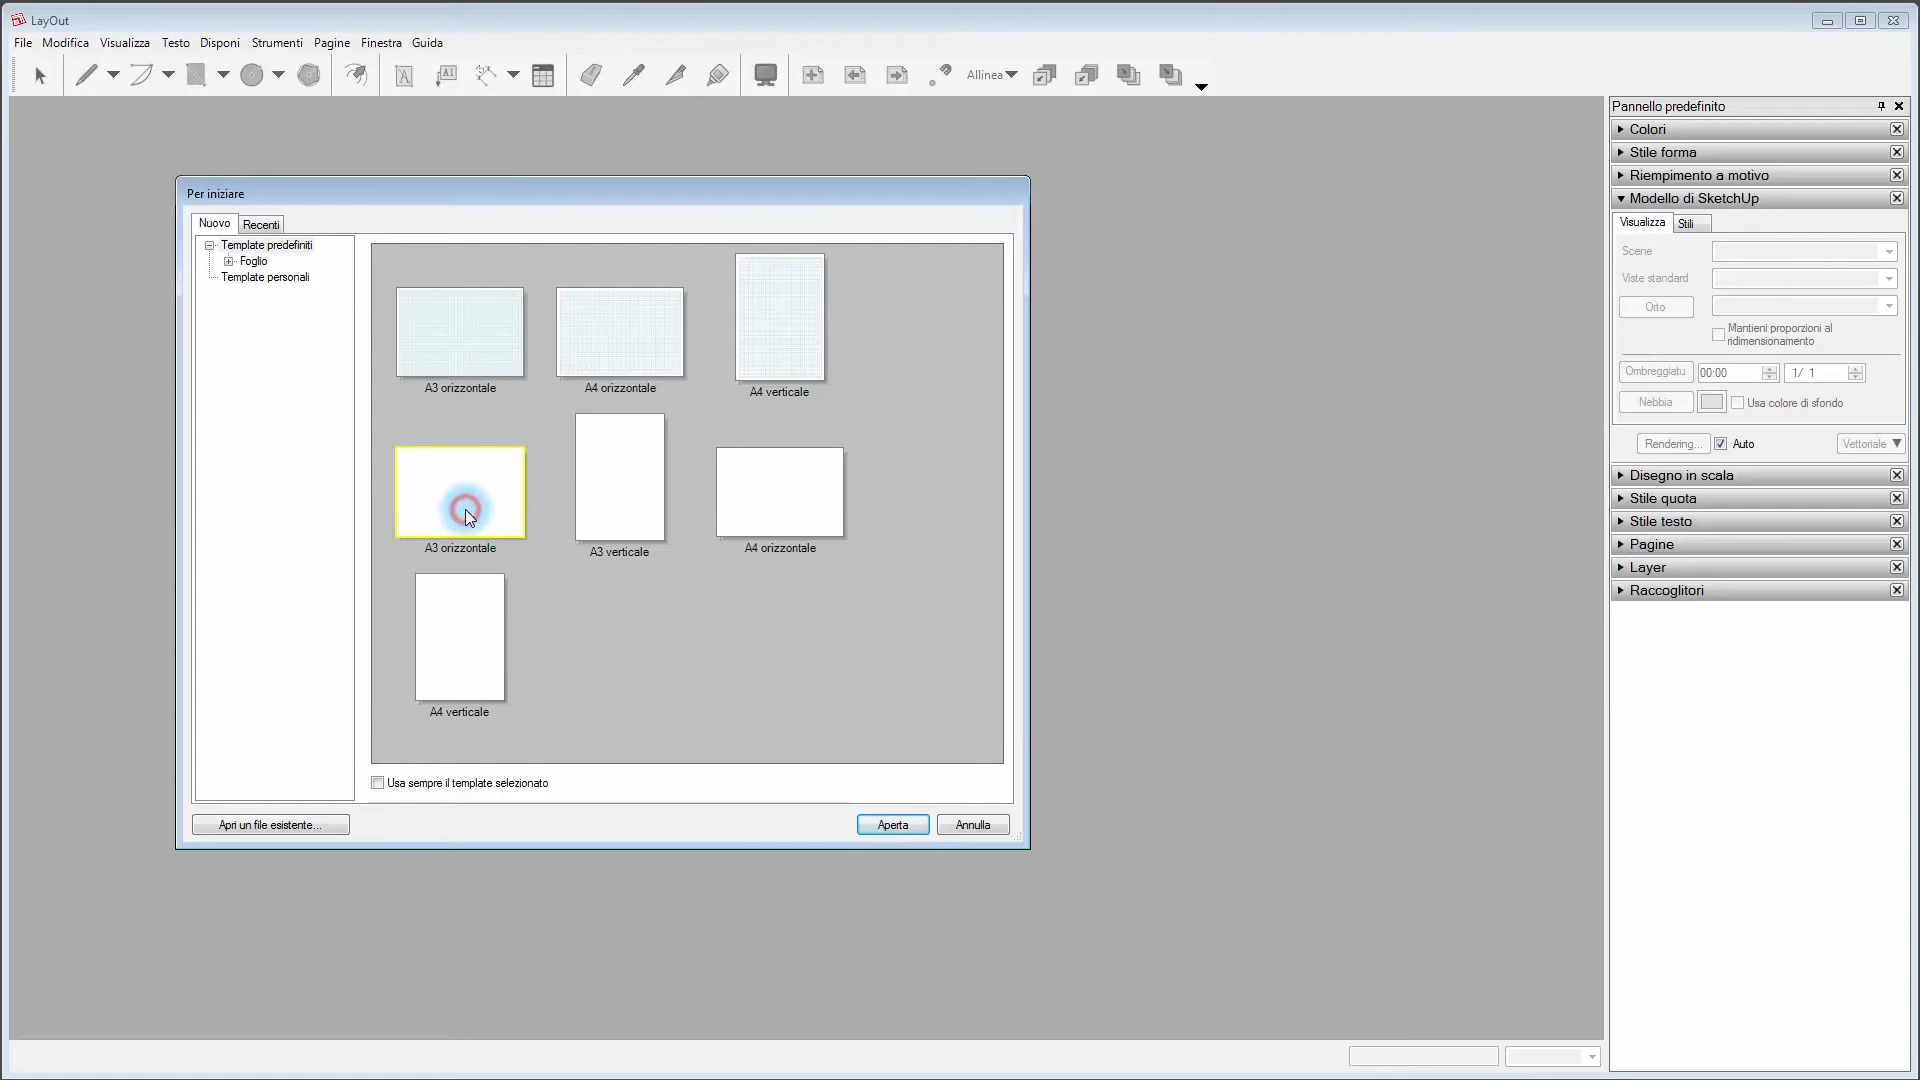 LayOut
File Modifica Visualizza Testo Disponi Strumenti Pagine Finestra Guida
A A1 Allinea
Per iniziare
Nuovo Recenti
Template predefiniti
Foglio
Template personali
A3 orizzontale A4 orizzontale A4 verticale
A3 orizzontale A3 verticale A4 orizzontale
A4 verticale
Usa sempre il template selezionato
Apri un file esistente... Aperta Annulla
Pannello predefinito
Colori
Stile forma
Riempimento a motivo
Modello di SketchUp
Visualizza Stili
Scene
Viste standard
Orto
Mantieni proporzioni al
ridimensionamento
Ombreggiatu 00:00 1/ 1
Nebbia Usa colore di sfondo
Rendering... Auto Vettoriale
Disegno in scala
Stile quota
Stile testo
Pagine
Layer
Raccoglitori